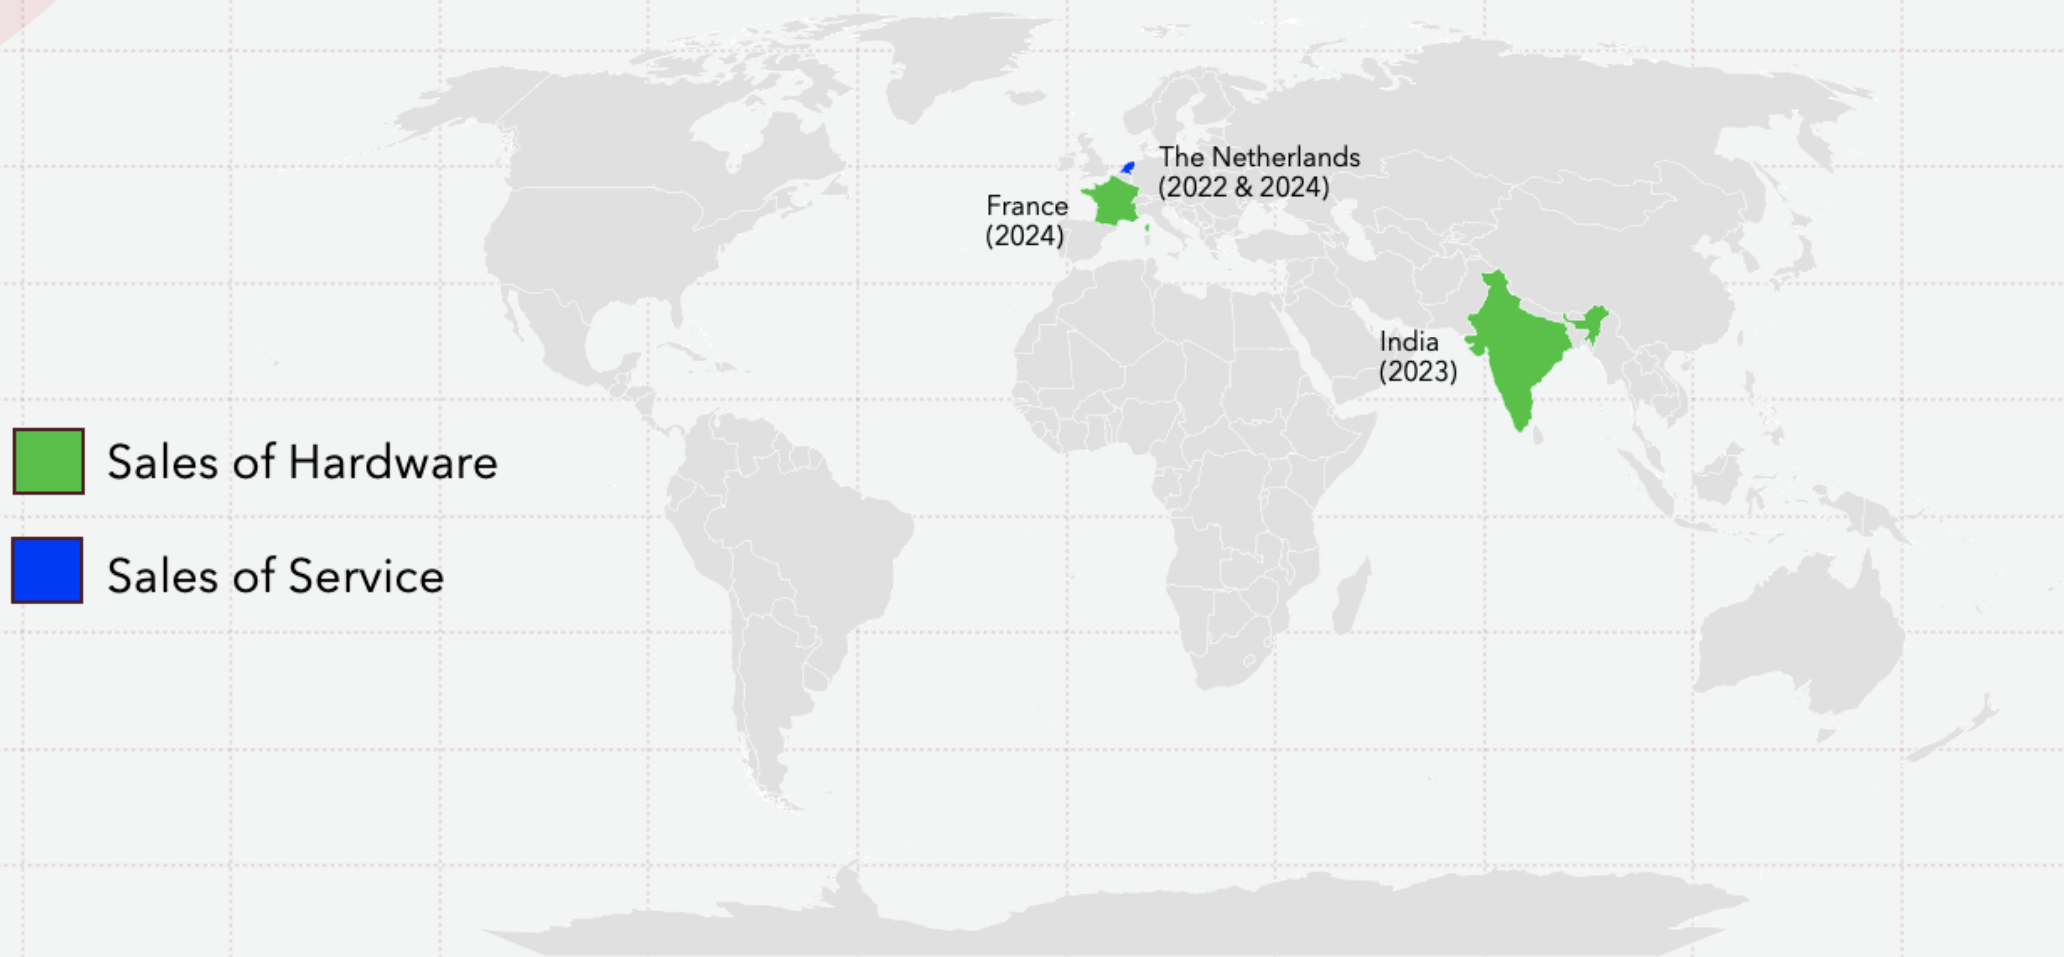 The Netherlands
(2022 & 2024)
France
(2024)
India
(2023)
Sales of Hardware
Sales of Service